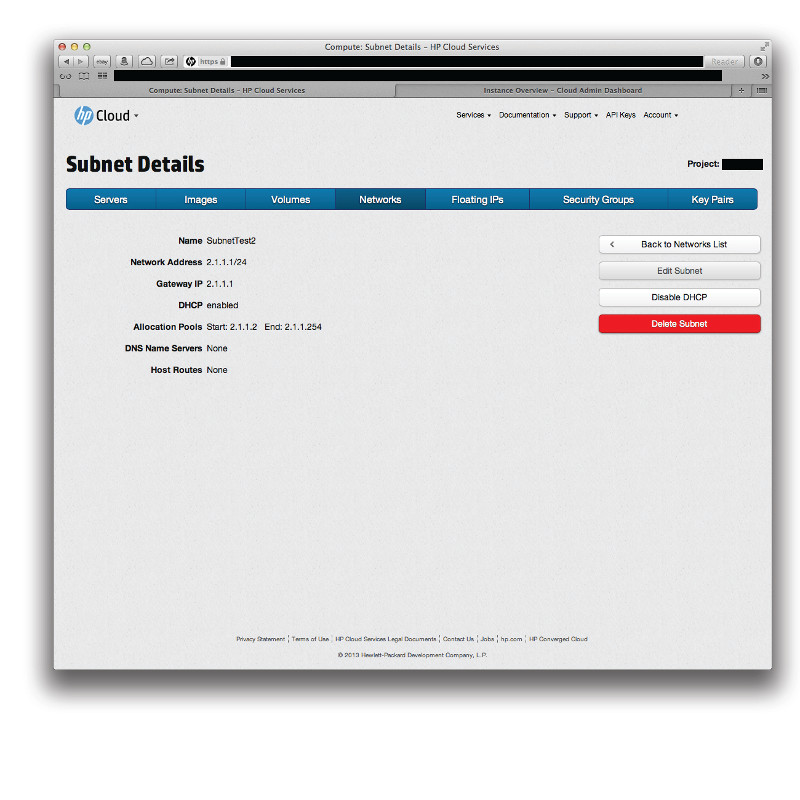 Compute: Subnet Details – HP Cloud Services
ebay
hp https
Reader
Compute: Subnet Details – HP Cloud Services Instance Overview – Cloud Admin Dashboard +
hp Cloud Services Documentation Support API Keys Account
Subnet Details Project:
Servers Images Volumes Networks Floating IPs Security Groups Key Pairs
Name SubnetTest2
Network Address 2.1.1.1/24
Gateway IP 2.1.1.1
DHCP enabled
Allocation Pools Start: 2.1.1.2 End: 2.1.1.254
DNS Name Servers None
Host Routes None
Back to Networks List
Edit Subnet
Disable DHCP
Delete Subnet
Privacy Statement | Terms of Use | HP Cloud Services Legal Documents | Contact Us | Jobs | hp.com | HP Converged Cloud
© 2013 Hewlett-Packard Development Company, L.P.